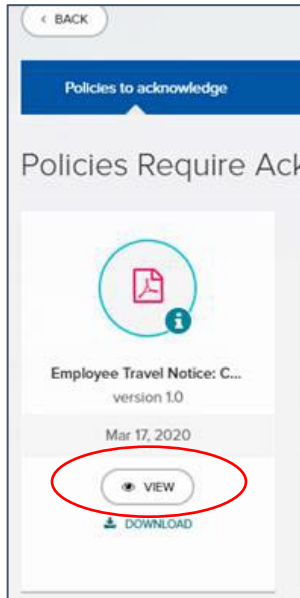 < BACK
Policies to acknowledge
Policies Require Ack
Employee Travel Notice: C...
version 1.0
Mar 17, 2020
VIEW
DOWNLOAD